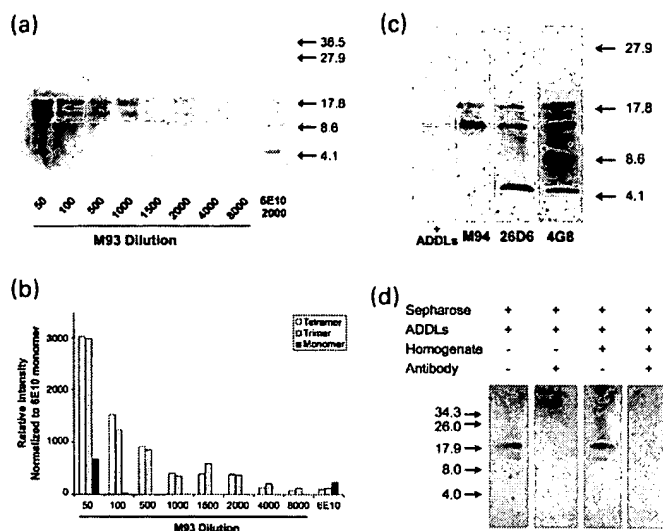 (a)
36.5
27.9
17.8
8.6
4.1
50 100 500 1000 1500 2000 4000 8000 6E10 2000
M93 Dilution
(b)
Relative Intensity
Normalized to 6E10 monomer
3000
2000
1000
0
Tetramer
Trimer
Monomer
50 100 500 1000 1500 2000 4000 8000 6E10
M93 Dilution
(c)
27.9
17.8
8.6
4.1
+
ADDLs M94 26D6 4G8
(d)
Sepharose + + + +
ADDLs + + + +
Homogenate - - + +
Antibody - + - +
34.3
26.0
17.9
8.0
4.0